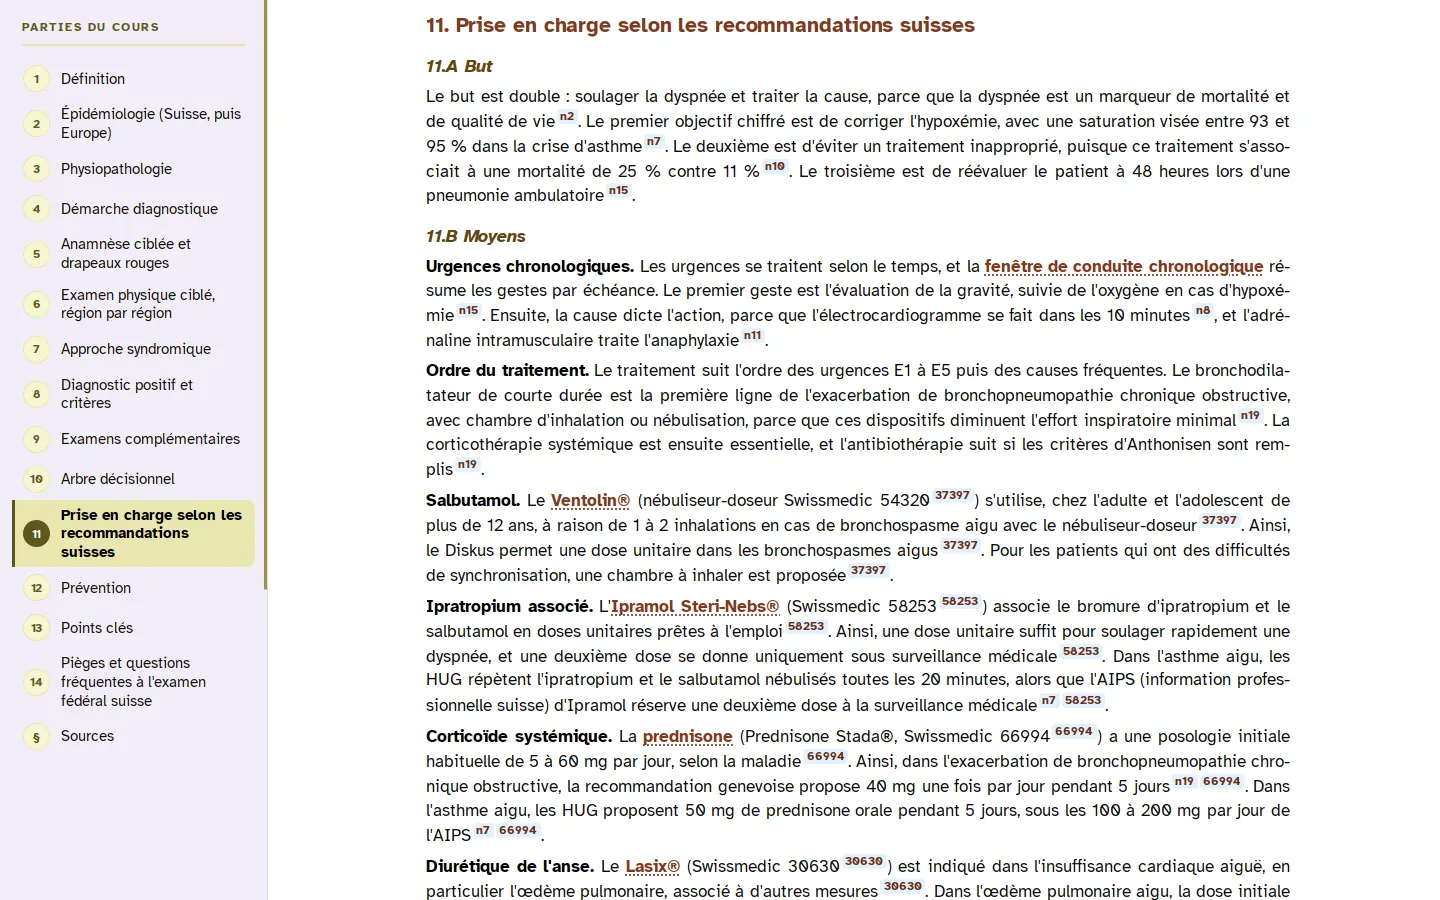 PARTIES DU COURS
1 Définition
2 Épidémiologie (Suisse, puis
Europe)
3 Physiopathologie
4 Démarche diagnostique
5 Anamnèse ciblée et
drapeaux rouges
6 Examen physique ciblé,
région par région
7 Approche syndromique
8 Diagnostic positif et
critères
9 Examens complémentaires
10 Arbre décisionnel
11 Prise en charge selon les
recommandations
suisses
12 Prévention
13 Points clés
14 Pièges et questions
fréquentes à l'examen
fédéral suisse
§ Sources
11. Prise en charge selon les recommandations suisses
11.A But
Le but est double : soulager la dyspnée et traiter la cause, parce que la dyspnée est un marqueur de mortalité et
de qualité de vie n2. Le premier objectif chiffré est de corriger l'hypoxémie, avec une saturation visée entre 93 et
95 % dans la crise d'asthme n7. Le deuxième est d'éviter un traitement inapproprié, puisque ce traitement s'asso-
ciait à une mortalité de 25 % contre 11 % n10. Le troisième est de réévaluer le patient à 48 heures lors d'une
pneumonie ambulatoire n15.
11.B Moyens
Urgences chronologiques. Les urgences se traitent selon le temps, et la fenêtre de conduite chronologique ré-
sume les gestes par échéance. Le premier geste est l'évaluation de la gravité, suivie de l'oxygène en cas d'hypoxé-
mie n15. Ensuite, la cause dicte l'action, parce que l'électrocardiogramme se fait dans les 10 minutes n8, et l'adré-
naline intramusculaire traite l'anaphylaxie n11.
Ordre du traitement. Le traitement suit l'ordre des urgences E1 à E5 puis des causes fréquentes. Le bronchodila-
tateur de courte durée est la première ligne de l'exacerbation de bronchopneumopathie chronique obstructive,
avec chambre d'inhalation ou nébulisation, parce que ces dispositifs diminuent l'effort inspiratoire minimal n19. La
corticothérapie systémique est ensuite essentielle, et l'antibiothérapie suit si les critères d'Anthonisen sont rem-
plis n19.
Salbutamol. Le Ventolin® (nébuliseur-doseur Swissmedic 54320 37397) s'utilise, chez l'adulte et l'adolescent de
plus de 12 ans, à raison de 1 à 2 inhalations en cas de bronchospasme aigu avec le nébuliseur-doseur 37397. Ainsi,
le Diskus permet une dose unitaire dans les bronchospasmes aigus 37397. Pour les patients qui ont des difficultés
de synchronisation, une chambre à inhaler est proposée 37397.
Ipratropium associé. L'Ipramol Steri-Nebs® (Swissmedic 58253 58253) associe le bromure d'ipratropium et le
salbutamol en doses unitaires prêtes à l'emploi 58253. Ainsi, une dose unitaire suffit pour soulager rapidement une
dyspnée, et une deuxième dose se donne uniquement sous surveillance médicale 58253. Dans l'asthme aigu, les
HUG répètent l'ipratropium et le salbutamol nébulisés toutes les 20 minutes, alors que l'AIPS (information profes-
sionnelle suisse) d'Ipramol réserve une deuxième dose à la surveillance médicale n7 58253.
Corticoïde systémique. La prednisone (Prednisone Stada®, Swissmedic 66994 66994) a une posologie initiale
habituelle de 5 à 60 mg par jour, selon la maladie 66994. Ainsi, dans l'exacerbation de bronchopneumopathie chro-
nique obstructive, la recommandation genevoise propose 40 mg une fois par jour pendant 5 jours n19 66994. Dans
l'asthme aigu, les HUG proposent 50 mg de prednisone orale pendant 5 jours, sous les 100 à 200 mg par jour de
l'AIPS n7 66994.
Diurétique de l'anse. Le Lasix® (Swissmedic 30630 30630) est indiqué dans l'insuffisance cardiaque aiguë, en
particulier l'œdème pulmonaire, associé à d'autres mesures 30630. Dans l'œdème pulmonaire aigu, la dose initiale